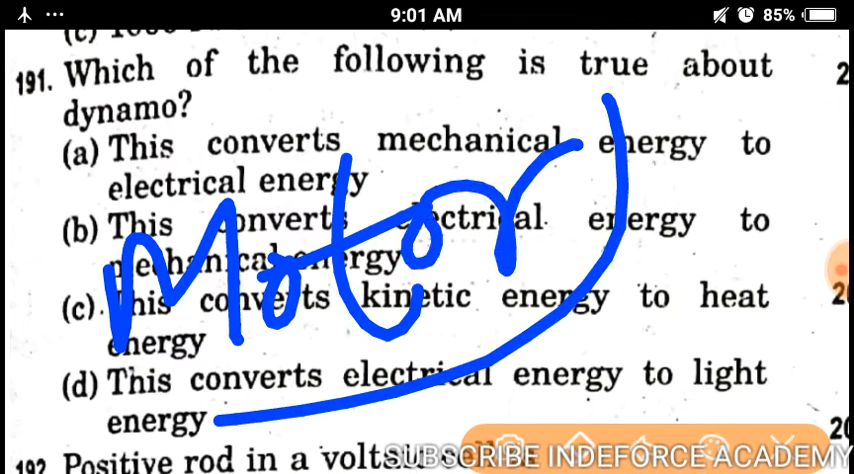 9:01 AM
85%
191. Which of the following is true about
dynamo?
(a) This converts mechanical energy to
electrical energy
(b) This converts electrical energy to
mechanical energy
(c). This converts kinetic energy to heat
energy
(d) This converts electrical energy to light
energy
Motor
192 Positive rod in a voltaic
SUBSCRIBE INDEFORCE ACADEMY